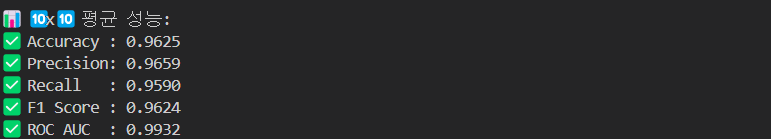 📊 🔟x🔟 평균 성능:
✅ Accuracy : 0.9625
✅ Precision: 0.9659
✅ Recall   : 0.9590
✅ F1 Score : 0.9624
✅ ROC AUC  : 0.9932